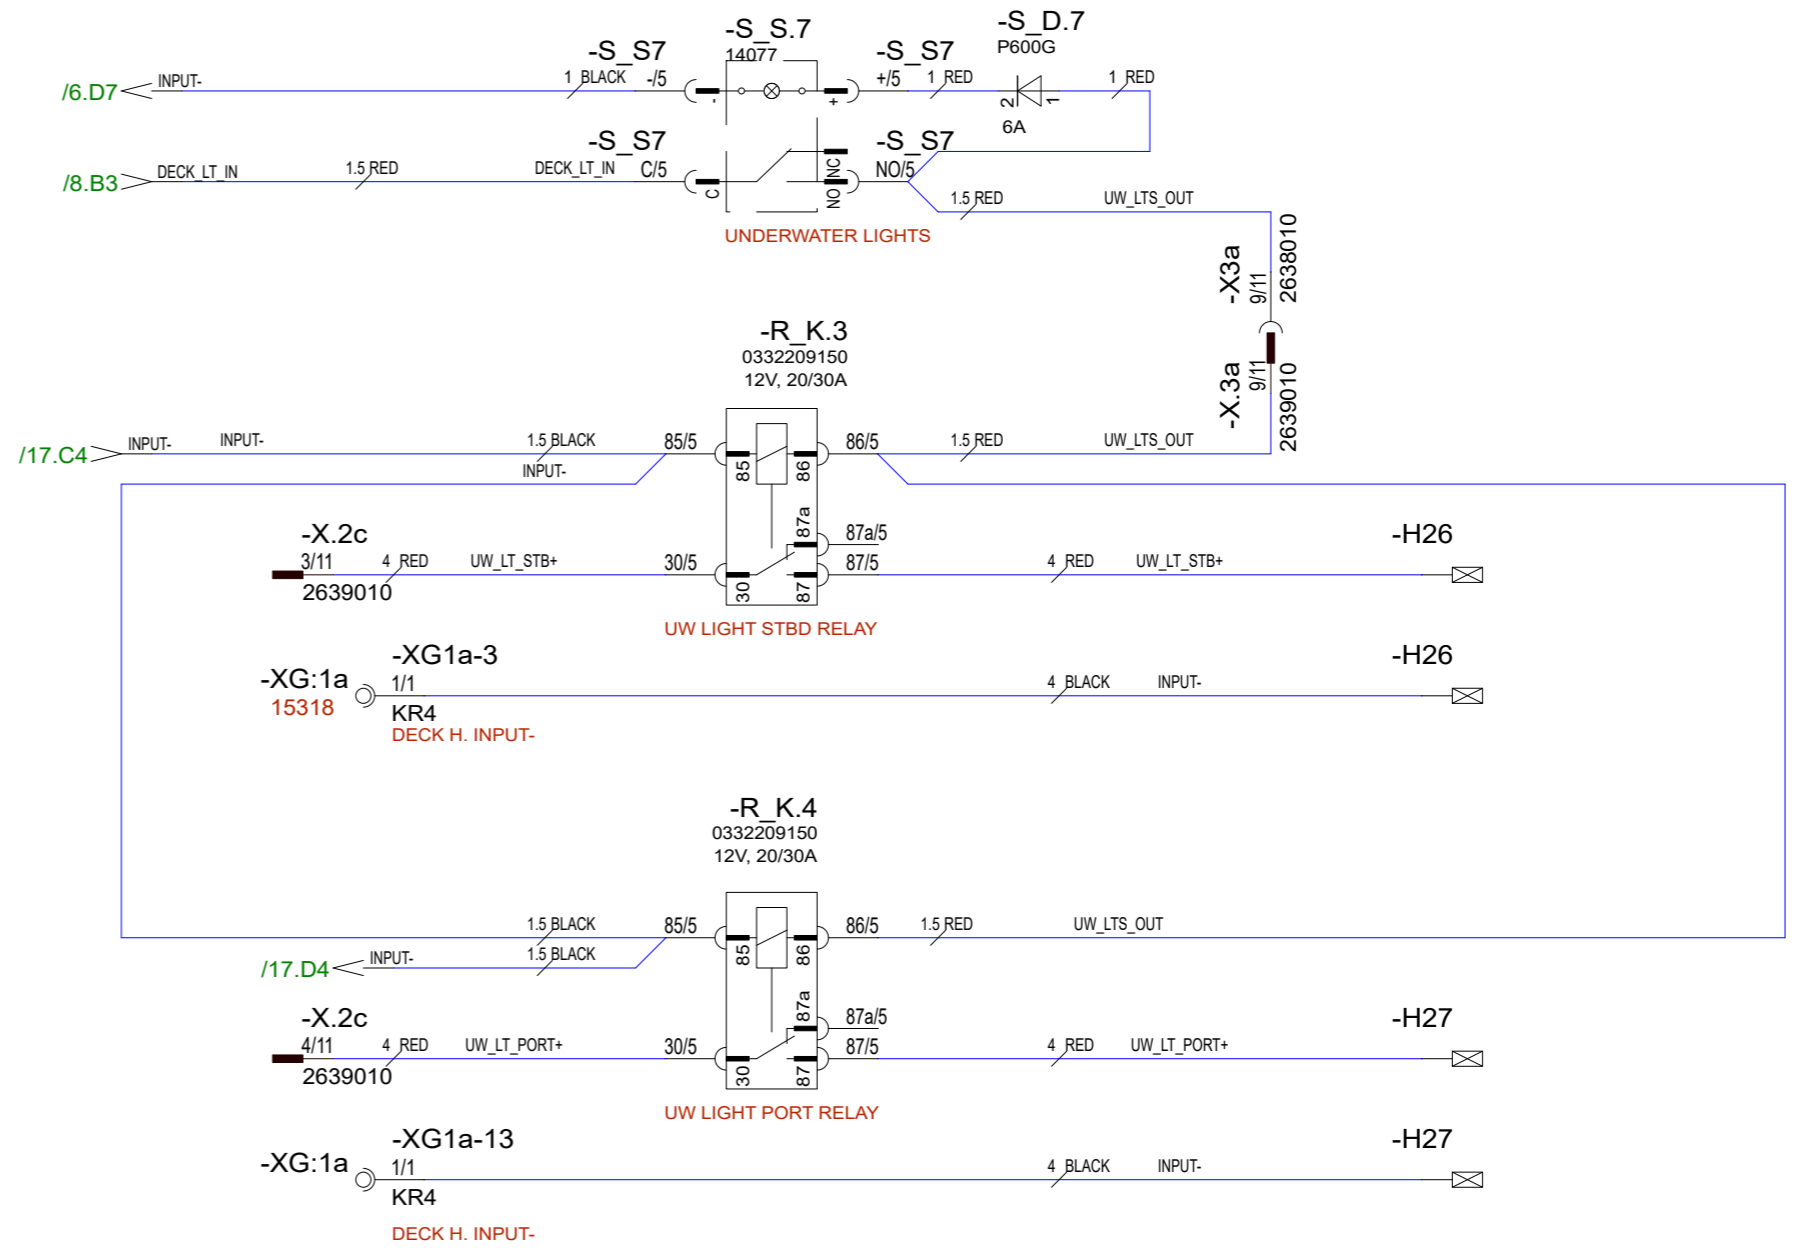 -S_S.7
14077
-S_D.7
P600G
-S_S7
-S_S7
/6.D7
INPUT-
1 BLACK
-/5
-
+
+/5
1 RED
2
1
1 RED
6A
-S_S7
-S_S7
/8.B3
DECK_LT_IN
1.5 RED
DECK_LT_IN
C/5
C
NO
NC
NO/5
1.5 RED
UW_LTS_OUT
UNDERWATER LIGHTS
-X3a
9/11
2638010
-X.3a
9/11
2639010
-R_K.3
0332209150
12V, 20/30A
/17.C4
INPUT-
INPUT-
1.5 BLACK
85/5
85
86
86/5
1.5 RED
UW_LTS_OUT
INPUT-
-X.2c
87a
87a/5
-H26
3/11
4 RED
UW_LT_STB+
30/5
30
87
87/5
4 RED
UW_LT_STB+
2639010
UW LIGHT STBD RELAY
-XG:1a
15318
-XG1a-3
1/1
KR4
DECK H. INPUT-
4 BLACK
INPUT-
-H26
-R_K.4
0332209150
12V, 20/30A
1.5 BLACK
85/5
85
86
86/5
1.5 RED
UW_LTS_OUT
/17.D4
INPUT-
1.5 BLACK
-X.2c
87a
87a/5
-H27
4/11
4 RED
UW_LT_PORT+
30/5
30
87
87/5
4 RED
UW_LT_PORT+
2639010
UW LIGHT PORT RELAY
-XG:1a
-XG1a-13
1/1
KR4
DECK H. INPUT-
4 BLACK
INPUT-
-H27